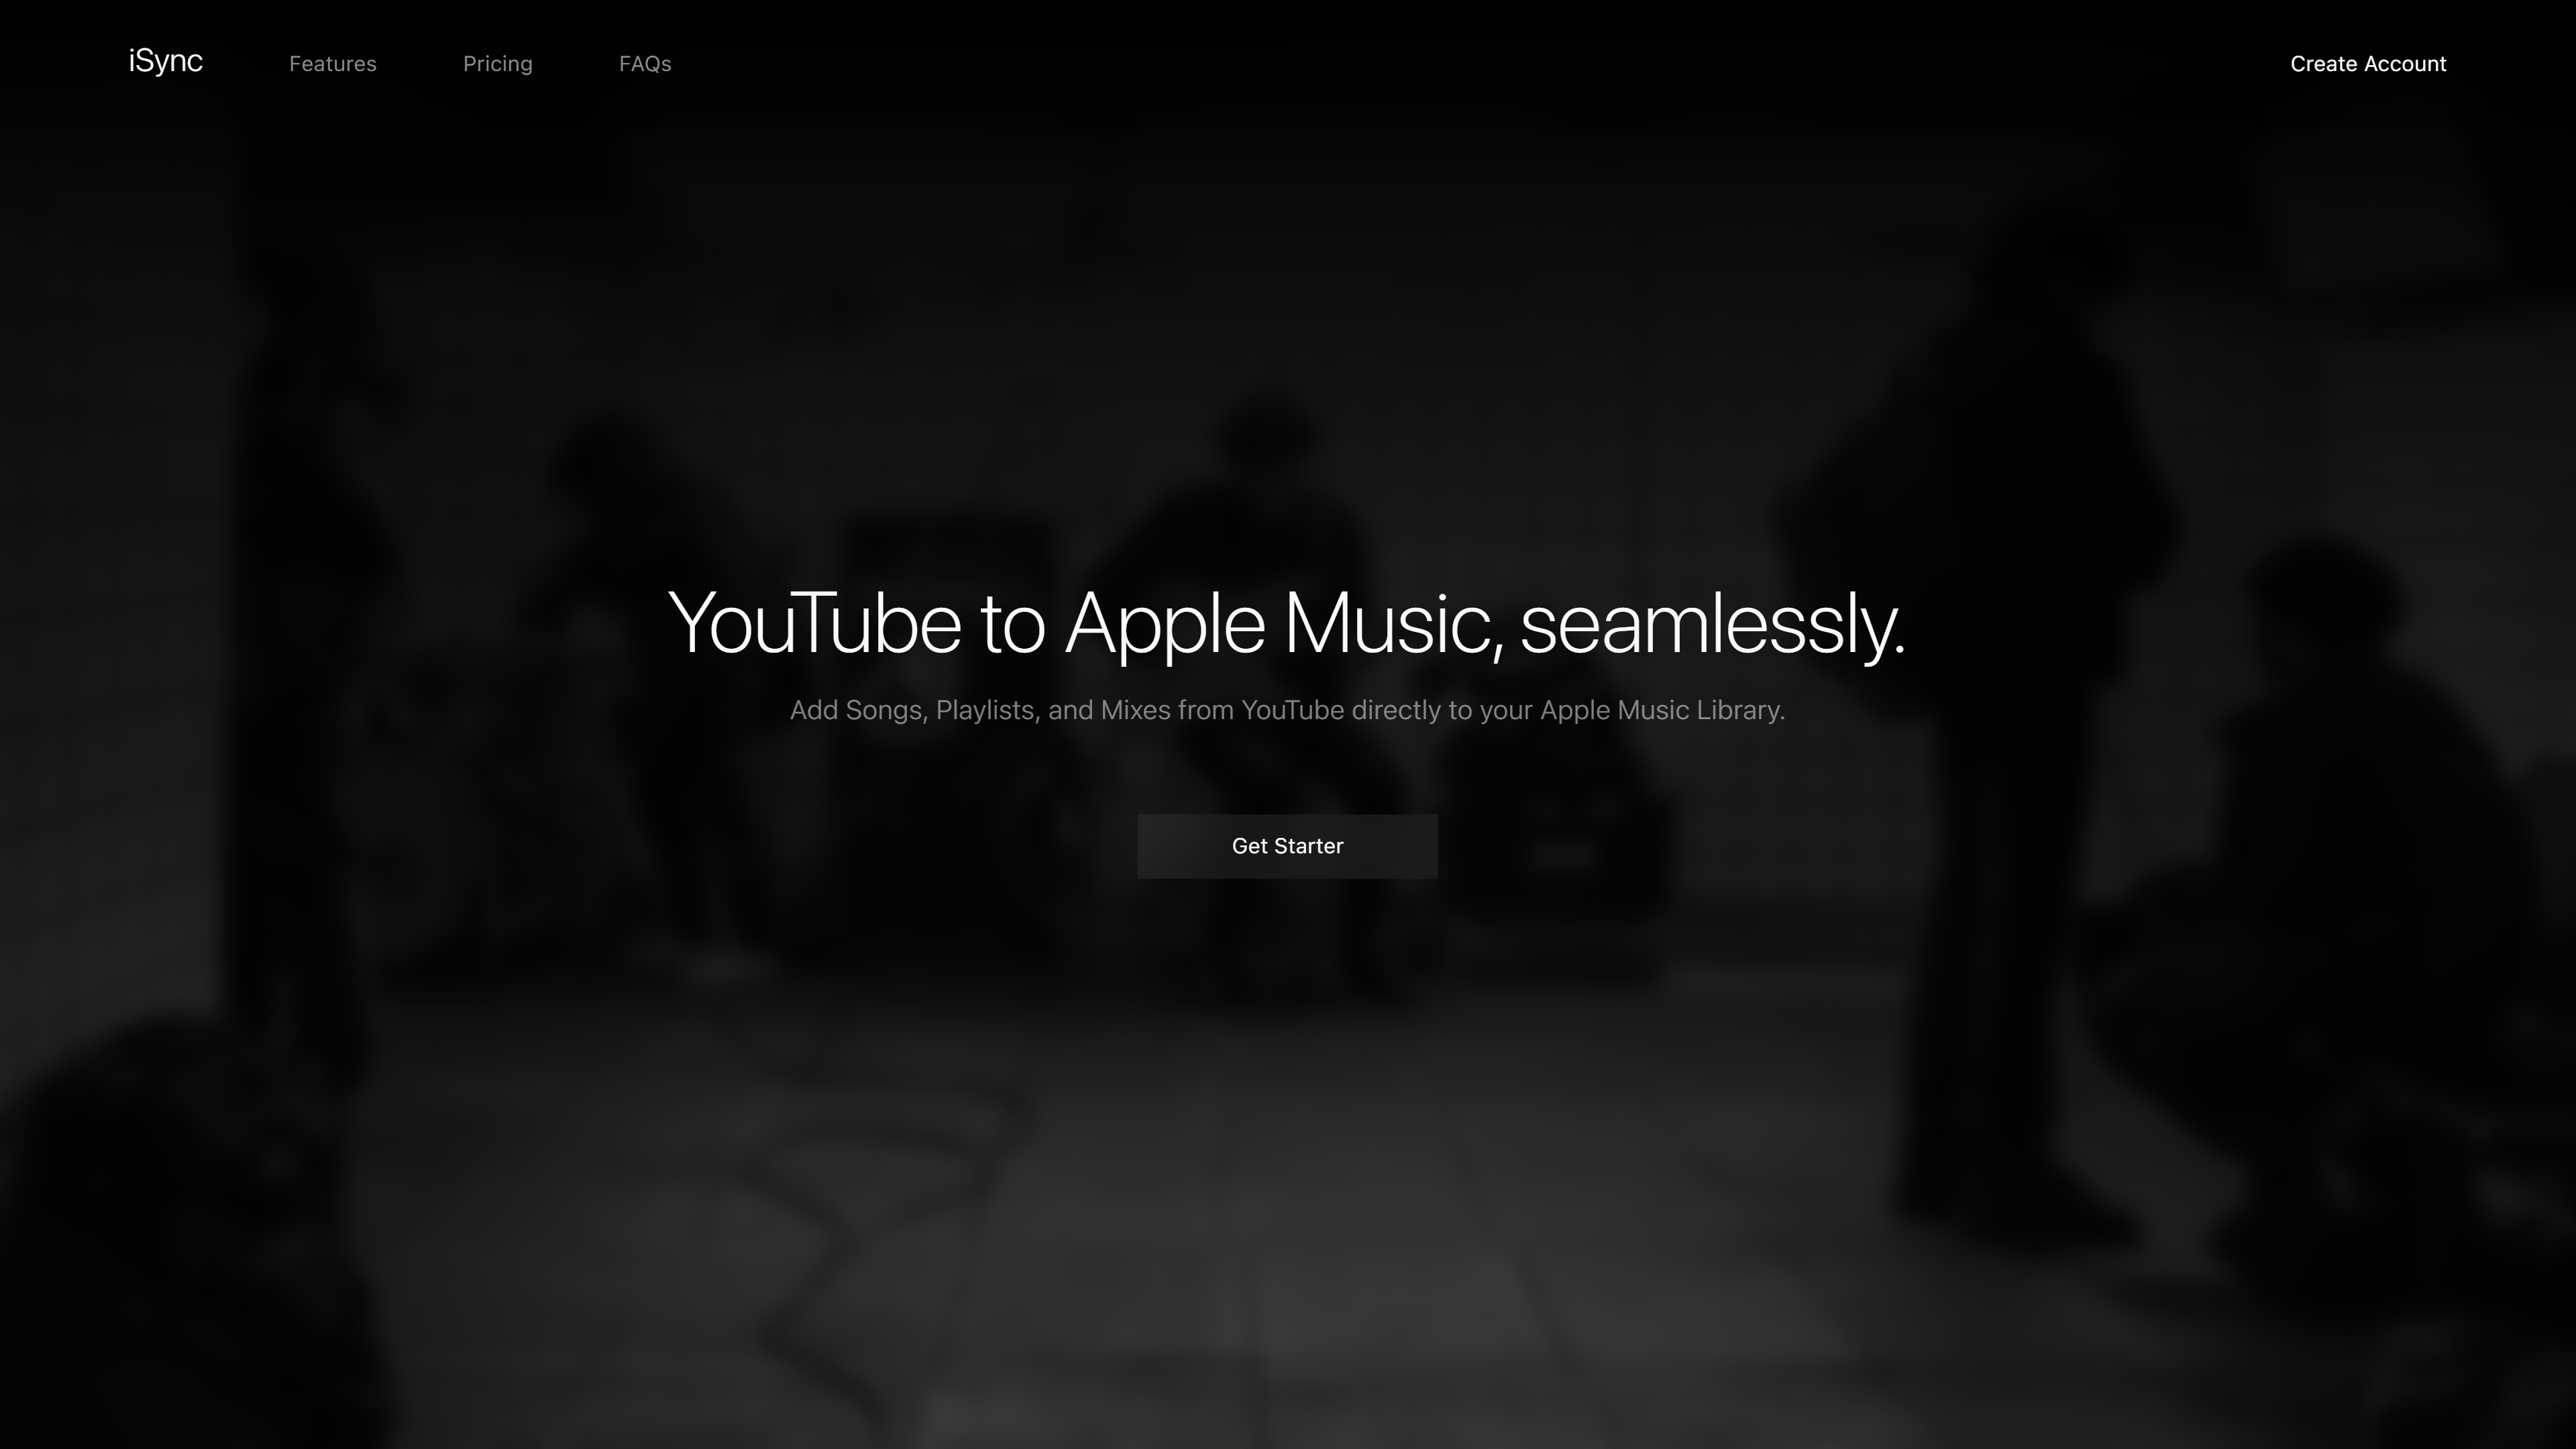 iSync Features Pricing FAQs Create Account
YouTube to Apple Music, seamlessly.
Add Songs, Playlists, and Mixes from YouTube directly to your Apple Music Library.
Get Starter